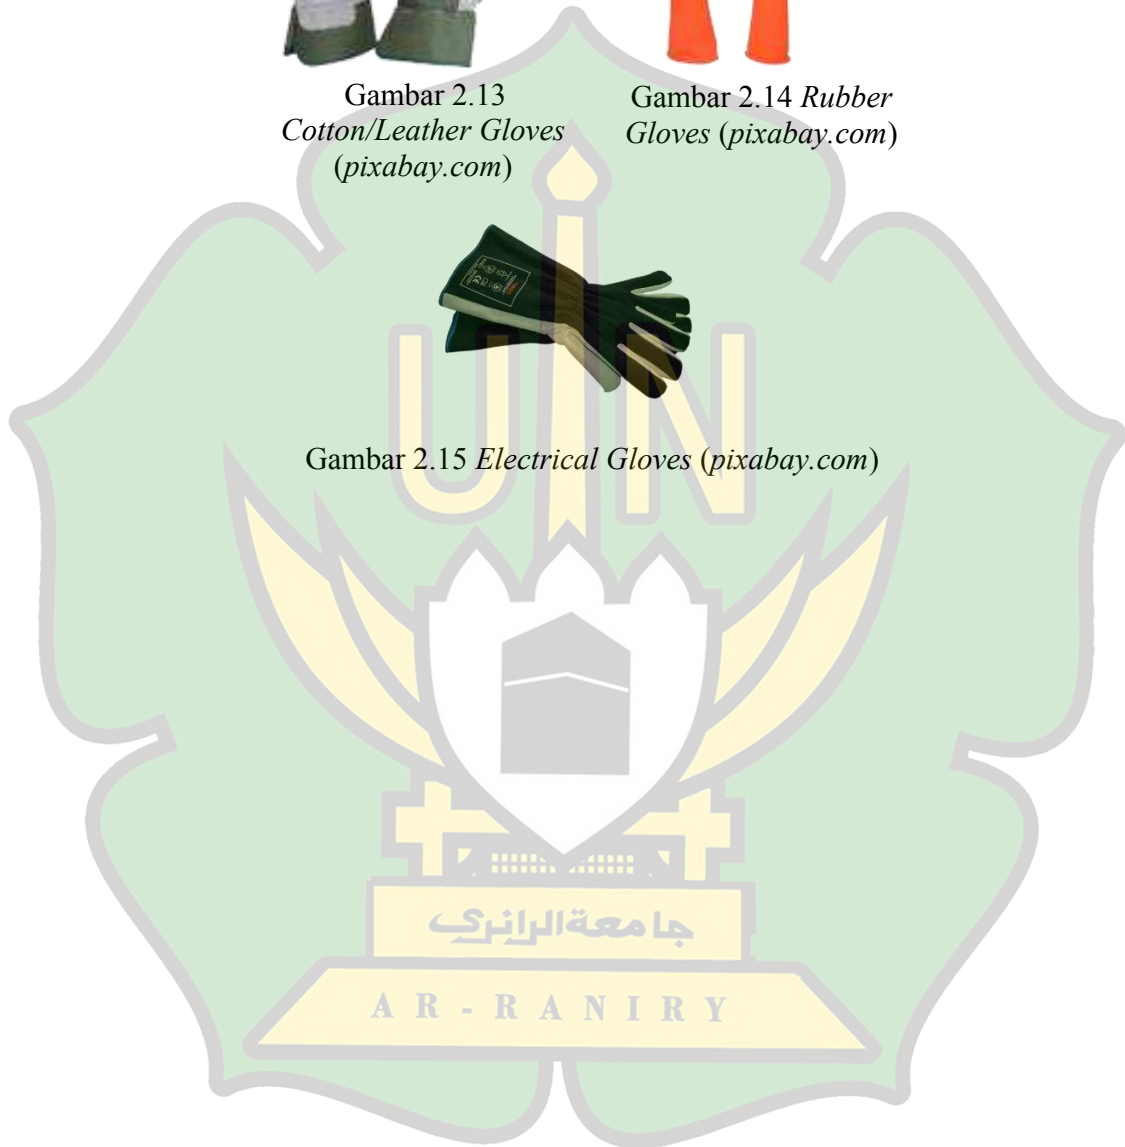 Gambar 2.13
Cotton/Leather Gloves
(pixabay.com)
Gambar 2.14 Rubber
Gloves (pixabay.com)
Gambar 2.15 Electrical Gloves (pixabay.com)
UIN
جامعةالرانري
AR-RANIRY